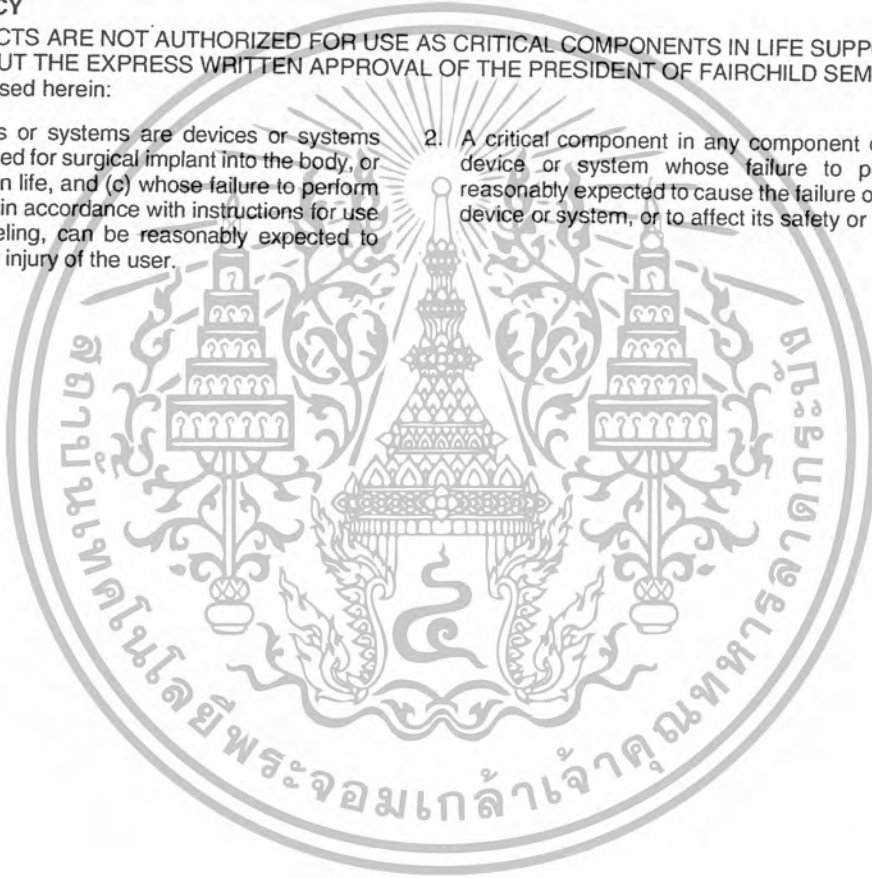 CY
CTS ARE NOT AUTHORIZED FOR USE AS CRITICAL COMPONENTS IN LIFE SUPPO
UT THE EXPRESS WRITTEN APPROVAL OF THE PRESIDENT OF FAIRCHILD SEM
sed herein:
s or systems are devices or systems
ed for surgical implant into the body, or
n life, and (c) whose failure to perform
in accordance with instructions for use
eling, can be reasonably expected to
injury of the user.
2. A critical component in any component
device or system whose failure to p
reasonably expected to cause the failure o
device or system, or to affect its safety or
สถาบันเทคโนโลยีพระจอมเกล้าเจ้าคุณทหารลาดกระบัง
๔